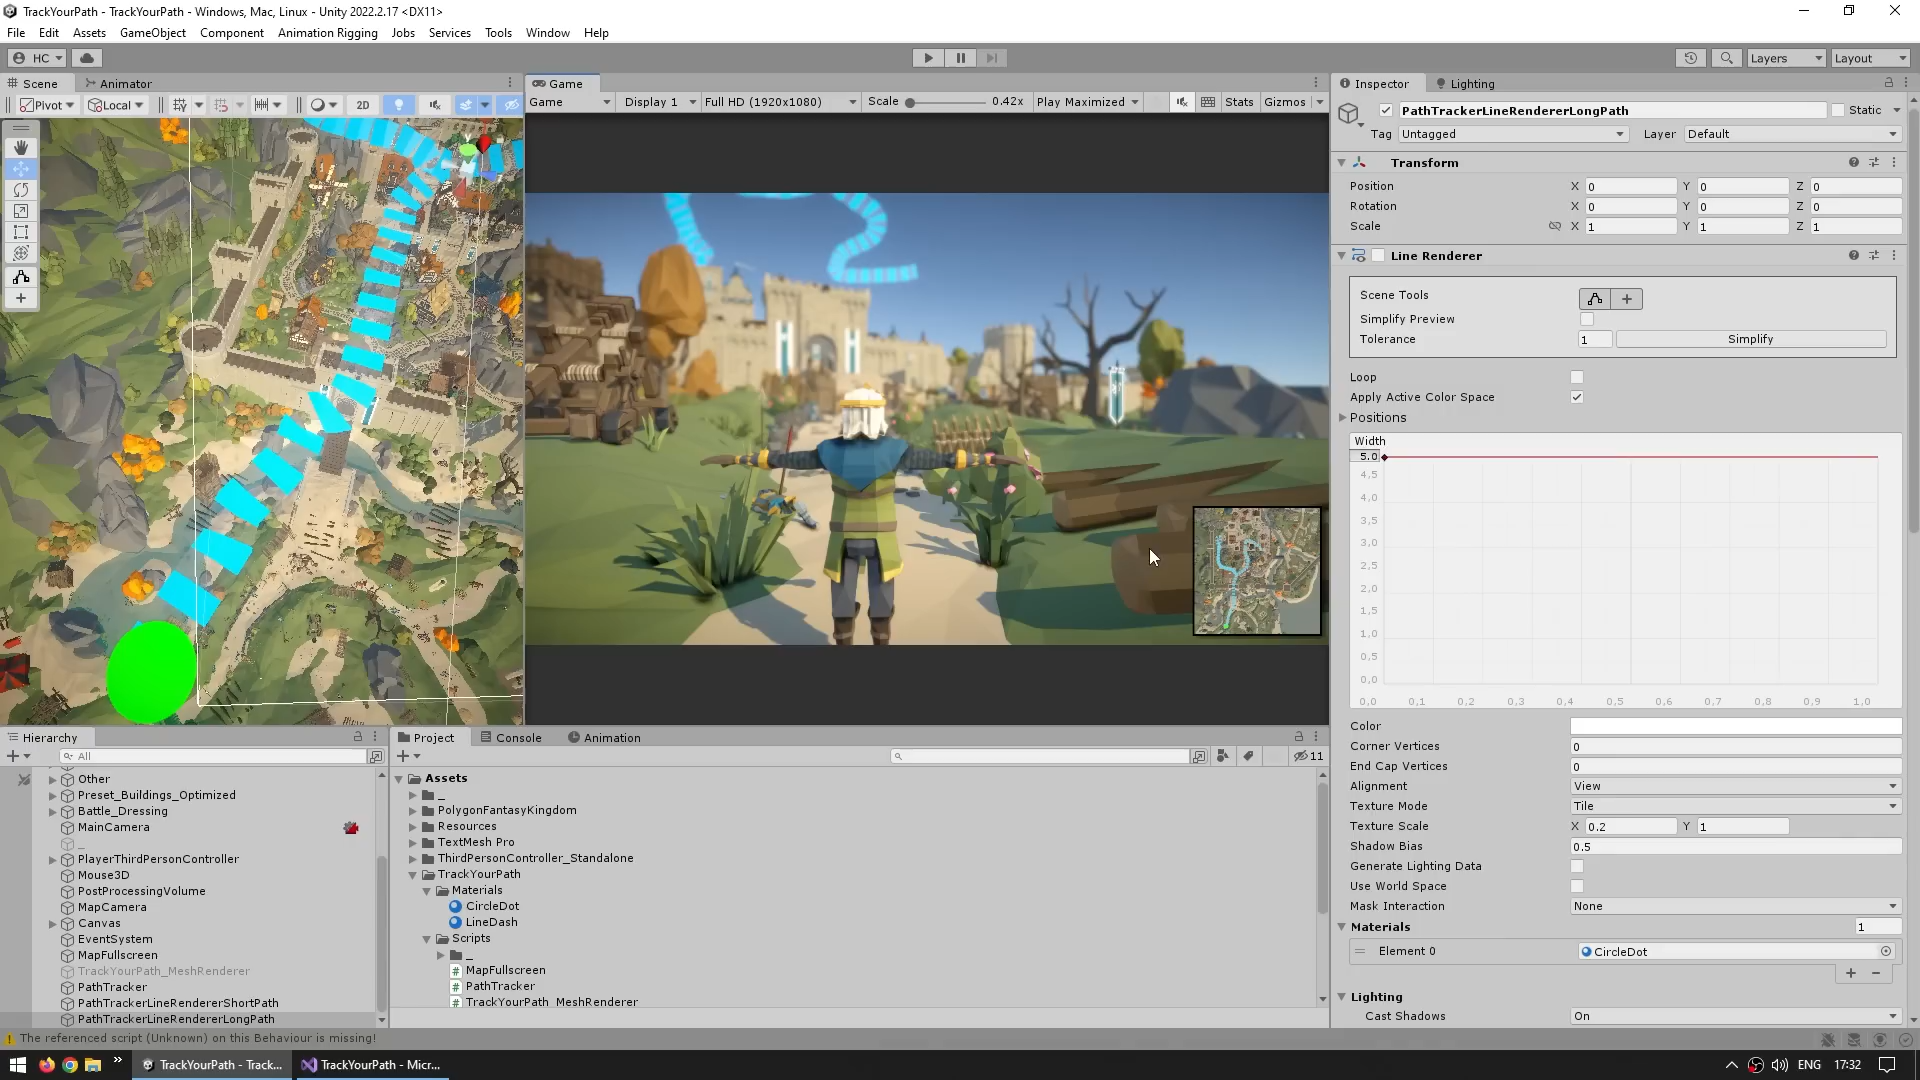 TrackYourPath - TrackYourPath - Windows, Mac, Linux - Unity 2022.2.17 <DX11>
File Edit Assets GameObject Component Animation Rigging Jobs Services Tools Window Help
HC Layers Layout
Scene Animator
Pivot Local 2D
Game
Game Display 1 Full HD (1920x1080) Scale 0.42x Play Maximized Stats Gizmos
Inspector Lighting
PathTrackerLineRendererLongPath Static
Tag Untagged Layer Default
Transform
Position X 0 Y 0 Z 0
Rotation X 0 Y 0 Z 0
Scale X 1 Y 1 Z 1
Line Renderer
Scene Tools
Simplify Preview
Tolerance 1 Simplify
Loop
Apply Active Color Space
Positions
Width
5.0
4,5
4,0
3,5
3,0
2,5
2,0
1,5
1,0
0,5
0,0
0,0 0,1 0,2 0,3 0,4 0,5 0,6 0,7 0,8 0,9 1,0
Color
Corner Vertices 0
End Cap Vertices 0
Alignment View
Texture Mode Tile
Texture Scale X 0.2 Y 1
Shadow Bias 0.5
Generate Lighting Data
Use World Space
Mask Interaction None
Materials 1
Element 0 CircleDot
Lighting
Cast Shadows On
Hierarchy
All
Other
Preset_Buildings_Optimized
Battle_Dressing
MainCamera
_
PlayerThirdPersonController
Mouse3D
PostProcessingVolume
MapCamera
Canvas
EventSystem
MapFullscreen
TrackYourPath_MeshRenderer
PathTracker
PathTrackerLineRendererShortPath
PathTrackerLineRendererLongPath
Project Console Animation
11
Assets
_
PolygonFantasyKingdom
Resources
TextMesh Pro
ThirdPersonController_Standalone
TrackYourPath
Materials
CircleDot
LineDash
Scripts
_
MapFullscreen
PathTracker
TrackYourPath_MeshRenderer
The referenced script (Unknown) on this Behaviour is missing!
TrackYourPath - Track... TrackYourPath - Micr... ENG 17:32